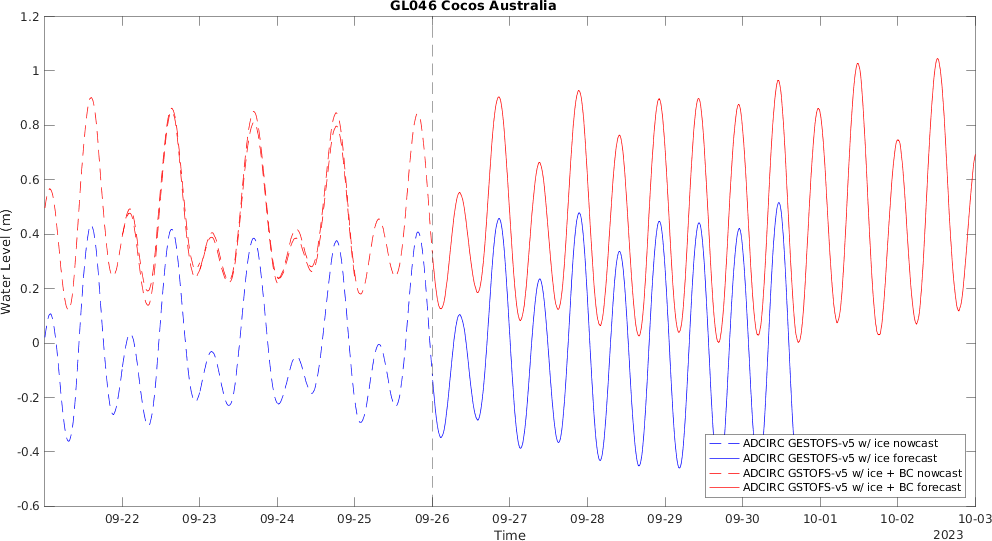 GL046 Cocos Australia
1.2
1
0.8
0.6
0.4
0.2
0
-0.2
-0.4
-0.6
Water Level (m)
ADCIRC GESTOFS-v5 w/ ice nowcast
ADCIRC GESTOFS-v5 w/ ice forecast
ADCIRC GSTOFS-v5 w/ ice + BC nowcast
ADCIRC GSTOFS-v5 w/ ice + BC forecast
09-22 09-23 09-24 09-25 09-26 09-27 09-28 09-29 09-30 10-01 10-02 10-03
Time
2023